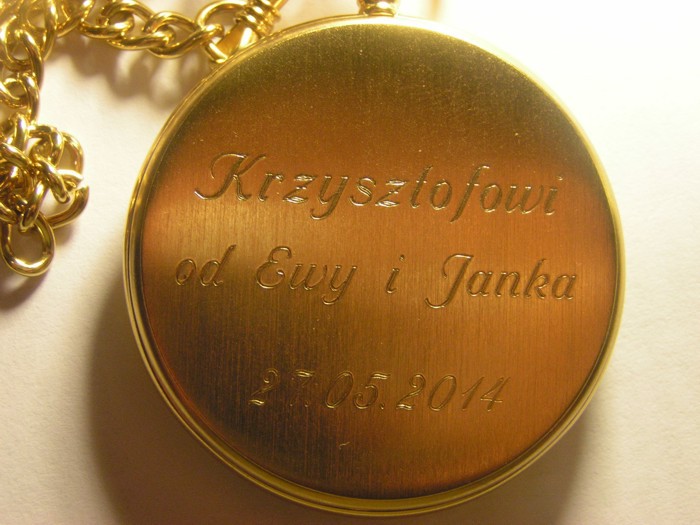 Krzysztofowi
od Ewy i Janka
27.05.2014